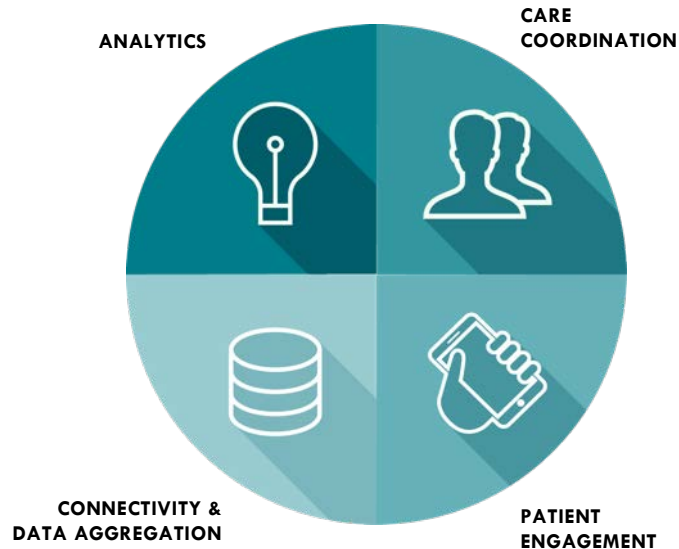 ANALYTICS
CARE
COORDINATION
CONNECTIVITY &
DATA AGGREGATION
PATIENT
ENGAGEMENT